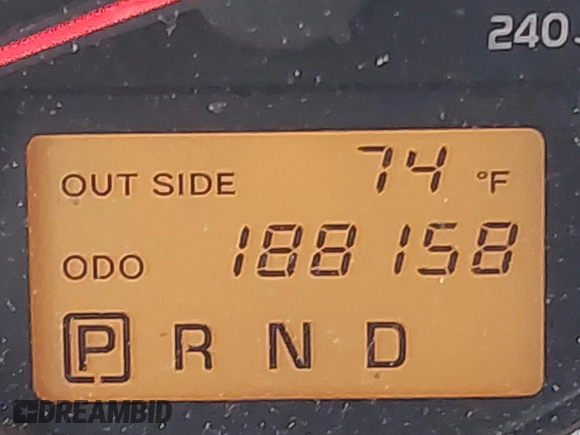 240
OUT SIDE 74 °F
ODO 188158
P R N D
DREAMBID